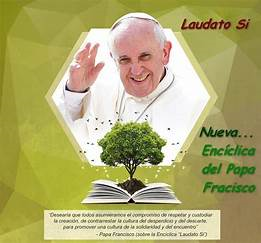 Laudato Si
Nueva...
Encíclica
del Papa
Fracisco
"Desearía que todos asumiéramos el compromiso de respetar y custodiar
la creación, de contrarrestar la cultura del desperdicio y del descarte,
para promover una cultura de la solidaridad y del encuentro"
- Papa Francisco (sobre la Encíclica "Laudato Si")